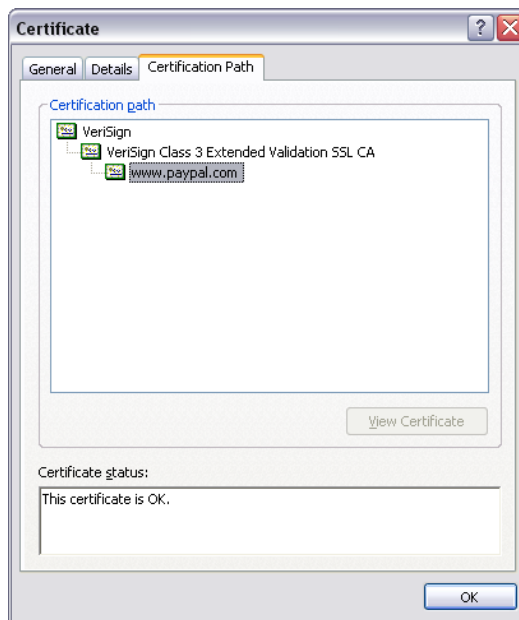 Certificate
General Details Certification Path
Certification path
VeriSign
VeriSign Class 3 Extended Validation SSL CA
www.paypal.com
View Certificate
Certificate status:
This certificate is OK.
OK